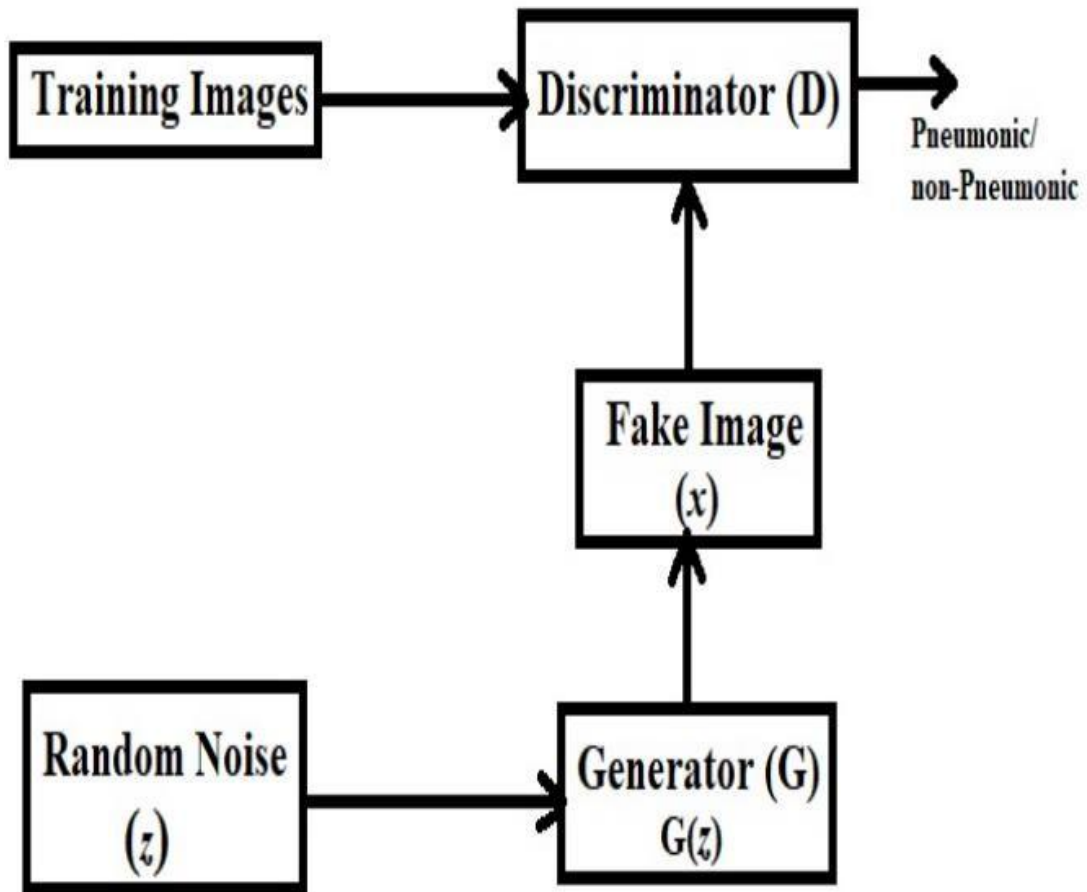 Training Images
Discriminator (D)
Pneumonic/
non-Pneumonic
Fake Image
(x)
Random Noise
(z)
Generator (G)
G(z)